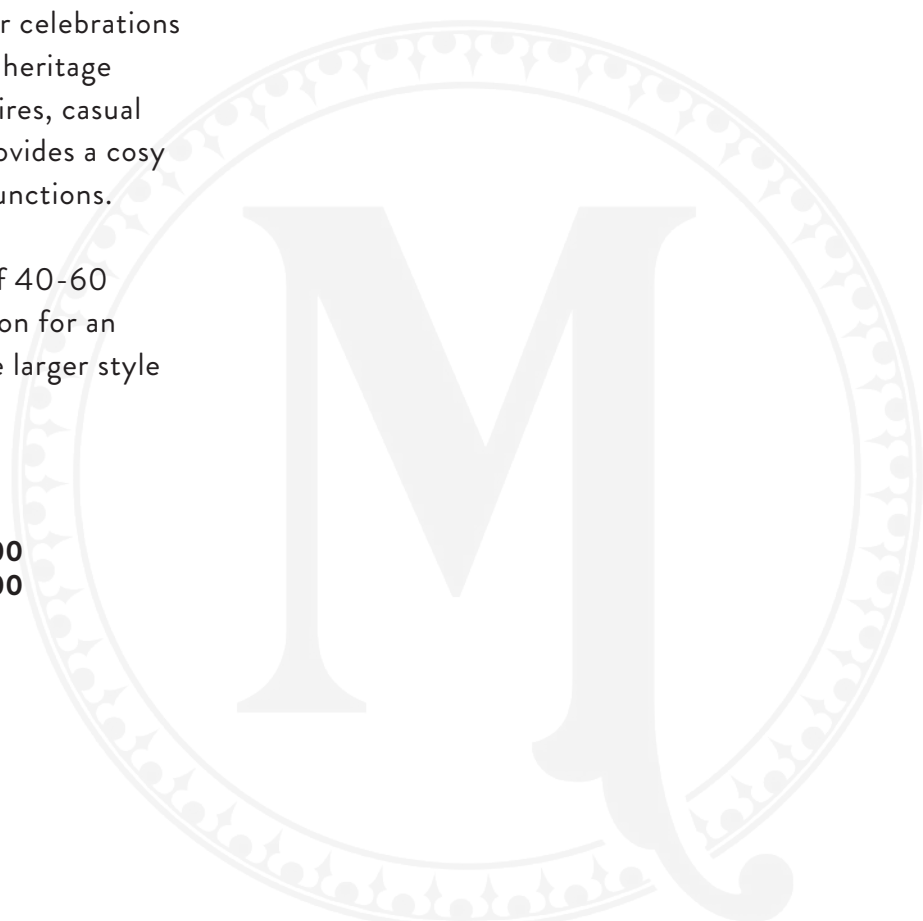 r celebrations
heritage
ires, casual
ovides a cosy
unctions.
f 40-60
on for an
e larger style
00
00
M